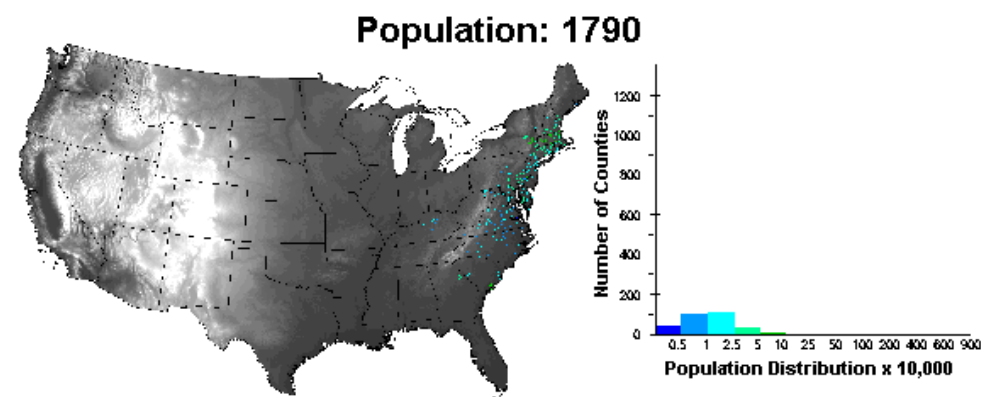 Population: 1790
Number of Counties
1200
1000
800
600
400
200
0
0.5 1 2.5 5 10 25 50 100 200 400 600 900
Population Distribution x 10,000